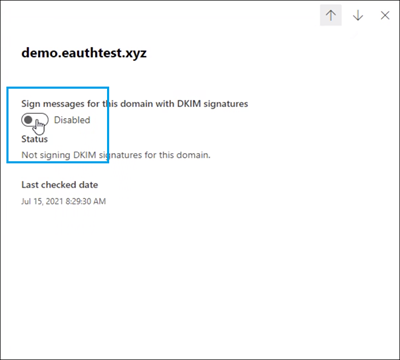 demo.eauthtest.xyz
Sign messages for this domain with DKIM signatures
Disabled
Status
Not signing DKIM signatures for this domain.
Last checked date
Jul 15, 2021 8:29:30 AM